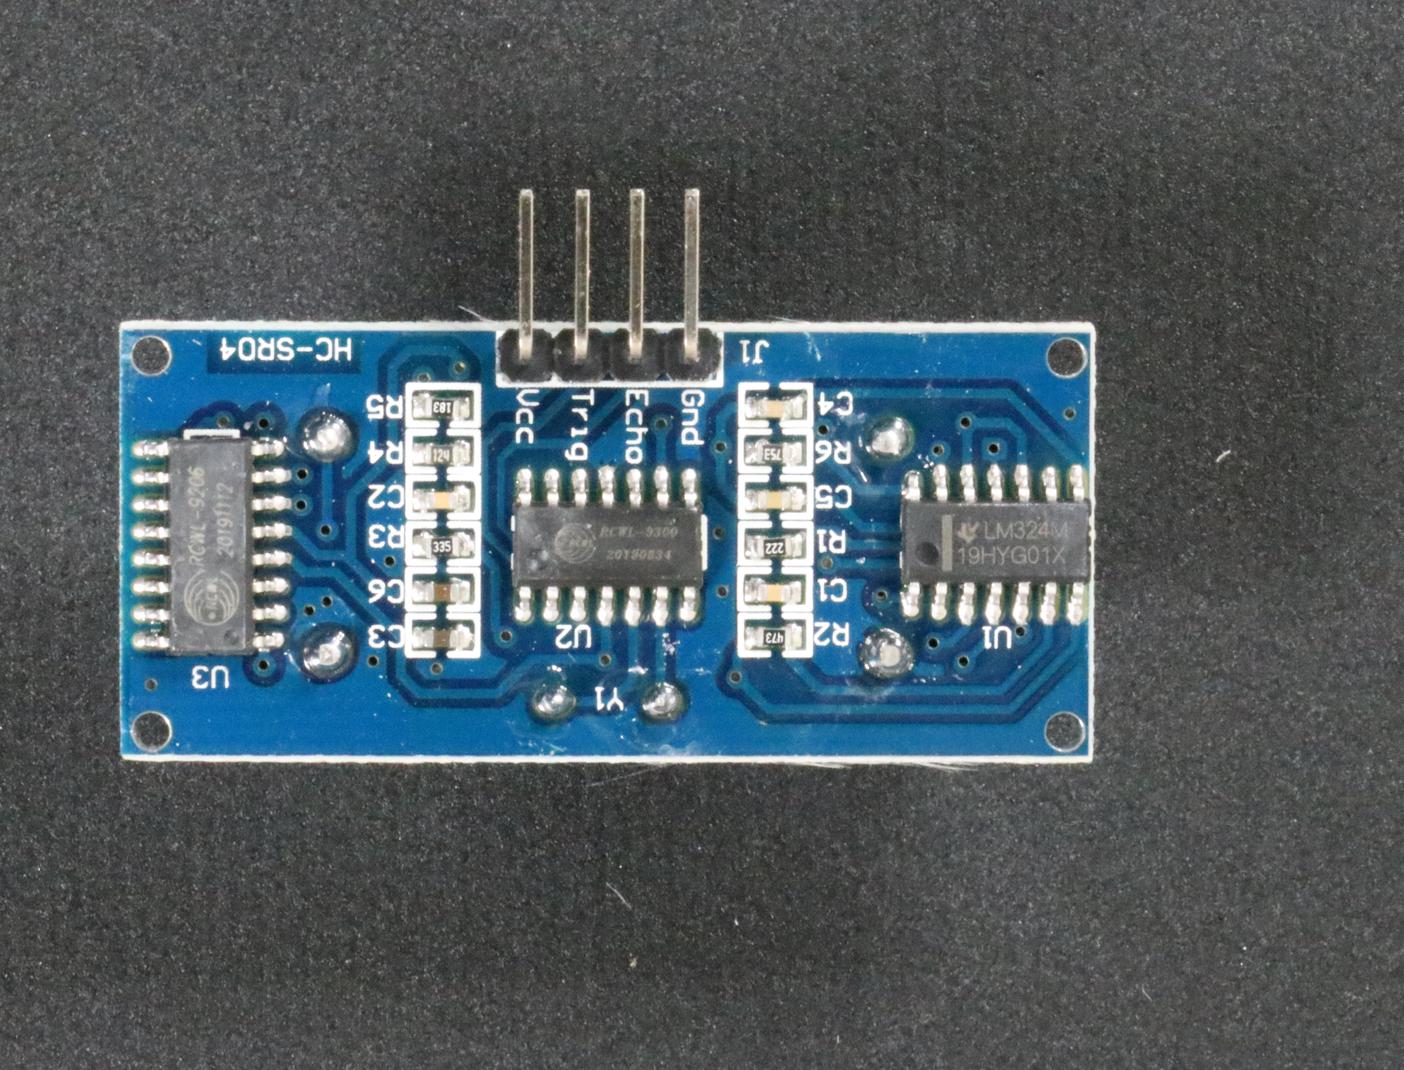 HC-SR04
J1
Vcc
Trig
Echo
Gnd
R5
183
R4
124
C2
R3
335
C6
C3
C4
R6
753
C5
R1
222
C1
R2
473
RCWL-9206
20191112
U3
RCWL-9300
U2
LM324M
19HYG01X
U1
Y1